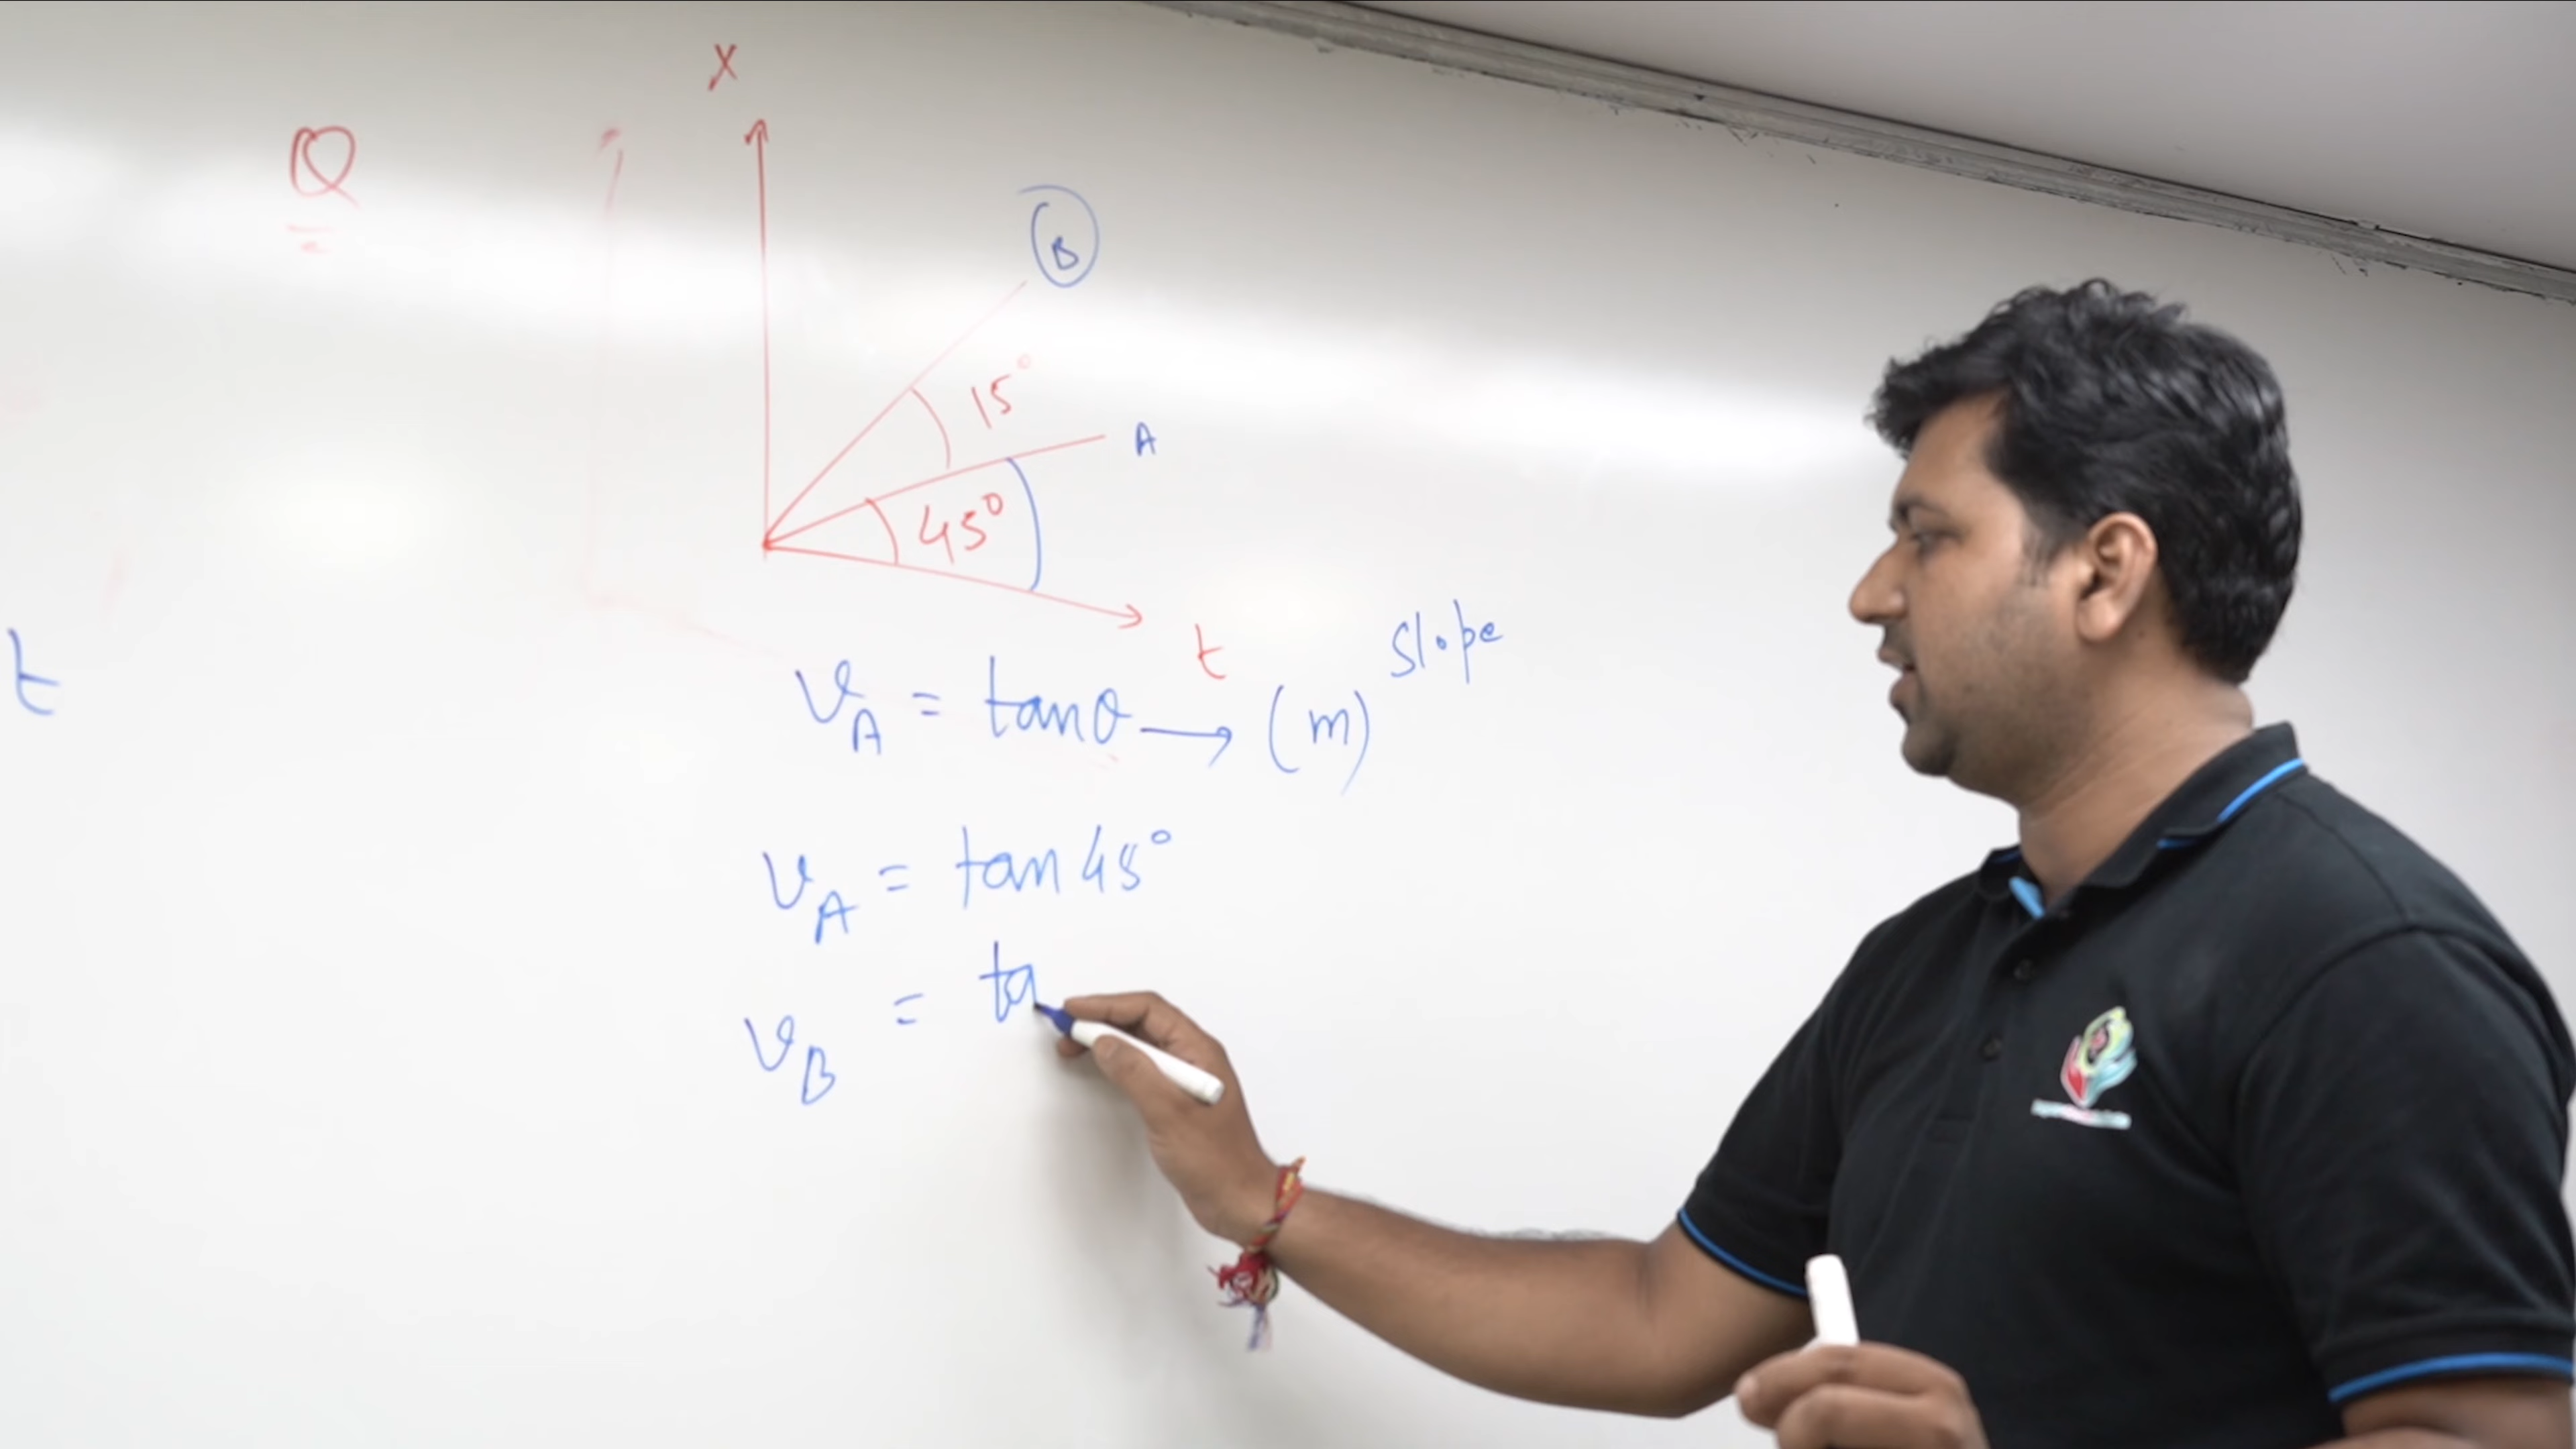 X
Q
B
15°
A
45°
t
t
Slope
v_A = tanθ → (m)
v_A = tan 45°
v_B = ta